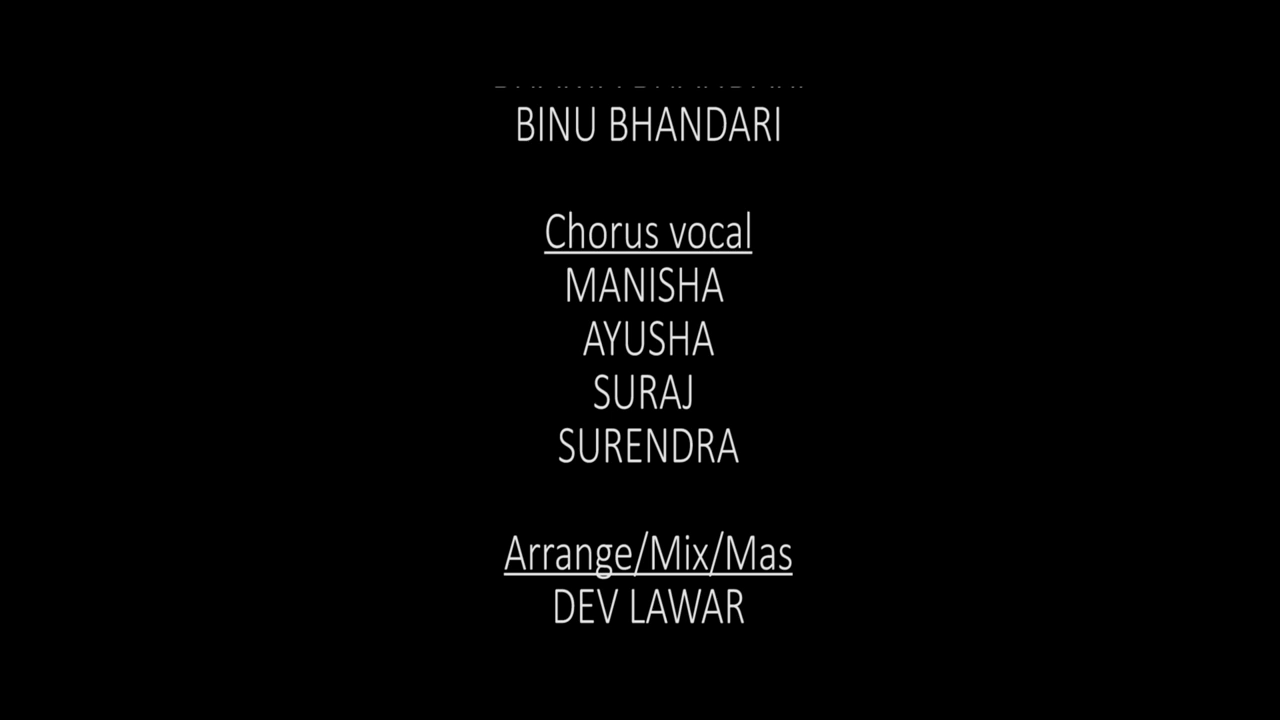 BINU BHANDARI
Chorus vocal
MANISHA
AYUSHA
SURAJ
SURENDRA
Arrange/Mix/Mas
DEV LAWAR